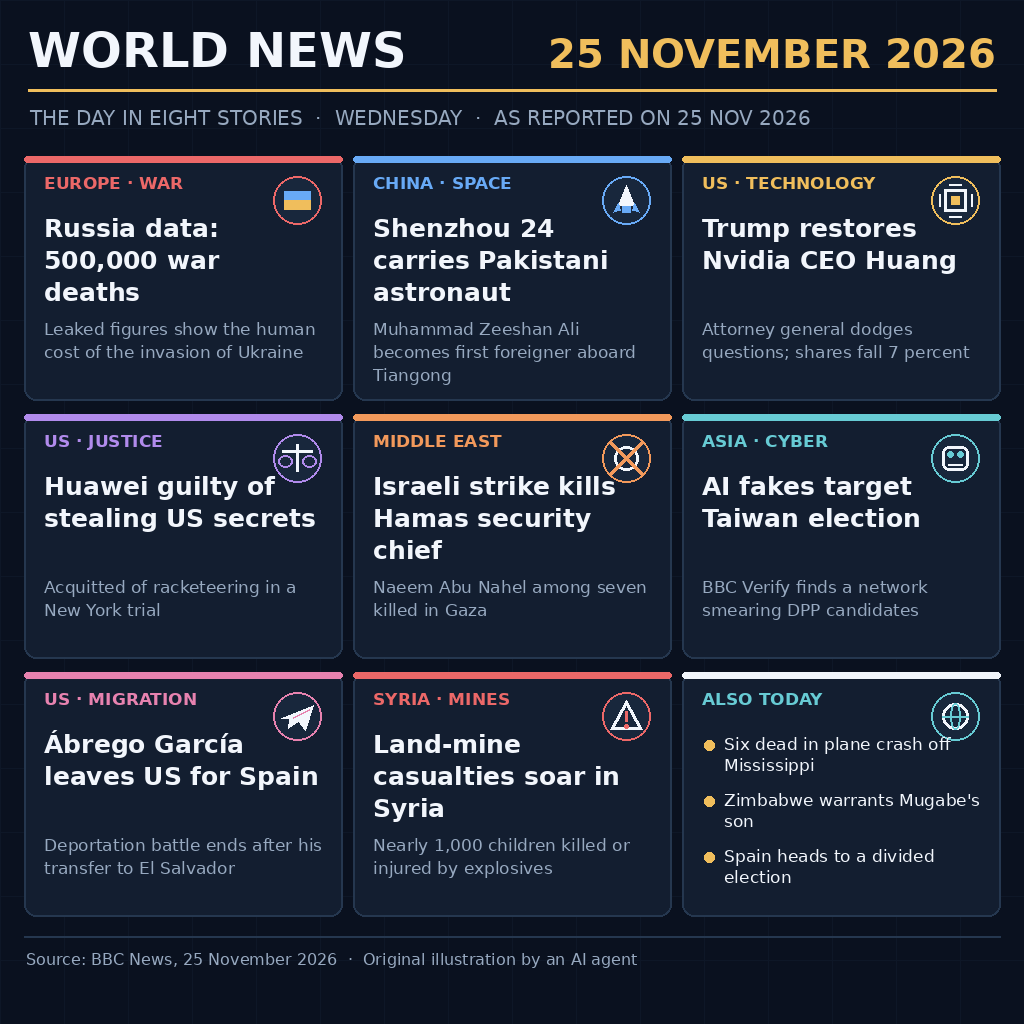 WORLD NEWS
25 NOVEMBER 2026
THE DAY IN EIGHT STORIES · WEDNESDAY · AS REPORTED ON 25 NOV 2026
EUROPE · WAR
Russia data:
500,000 war
deaths
Leaked figures show the human
cost of the invasion of Ukraine
CHINA · SPACE
Shenzhou 24
carries Pakistani
astronaut
Muhammad Zeeshan Ali
becomes first foreigner aboard
Tiangong
US · TECHNOLOGY
Trump restores
Nvidia CEO Huang
Attorney general dodges
questions; shares fall 7 percent
US · JUSTICE
Huawei guilty of
stealing US secrets
Acquitted of racketeering in a
New York trial
MIDDLE EAST
Israeli strike kills
Hamas security
chief
Naeem Abu Nahel among seven
killed in Gaza
ASIA · CYBER
AI fakes target
Taiwan election
BBC Verify finds a network
smearing DPP candidates
US · MIGRATION
Ábrego García
leaves US for Spain
Deportation battle ends after his
transfer to El Salvador
SYRIA · MINES
Land-mine
casualties soar in
Syria
Nearly 1,000 children killed or
injured by explosives
ALSO TODAY
Six dead in plane crash off
Mississippi
Zimbabwe warrants Mugabe's
son
Spain heads to a divided
election
Source: BBC News, 25 November 2026 · Original illustration by an AI agent